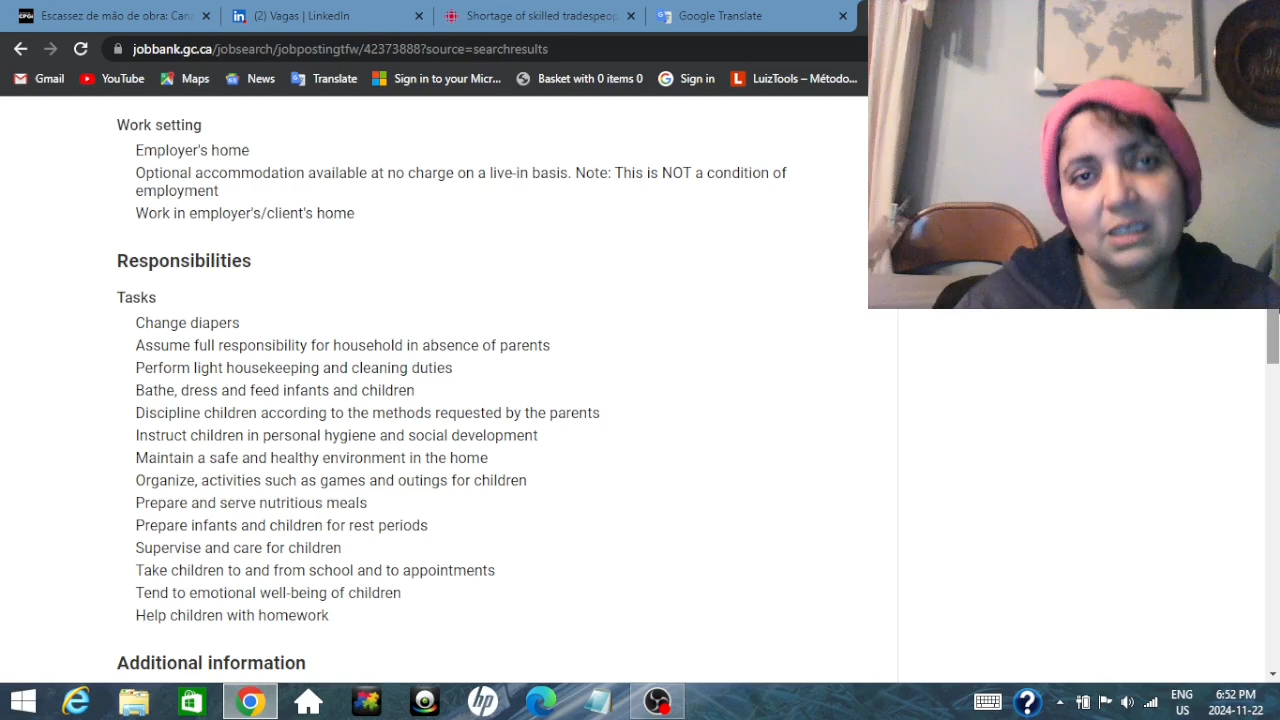 Escassez de mão de obra: Can
(2) Vagas | LinkedIn
Shortage of skilled tradespeop
Google Translate
jobbank.gc.ca/jobsearch/jobpostingtfw/42373888?source=searchresults
Gmail
YouTube
Maps
News
Translate
Sign in to your Micr...
Basket with 0 items 0
Sign in
LuizTools – Método...
Work setting
Employer's home
Optional accommodation available at no charge on a live-in basis. Note: This is NOT a condition of
employment
Work in employer's/client's home
Responsibilities
Tasks
Change diapers
Assume full responsibility for household in absence of parents
Perform light housekeeping and cleaning duties
Bathe, dress and feed infants and children
Discipline children according to the methods requested by the parents
Instruct children in personal hygiene and social development
Maintain a safe and healthy environment in the home
Organize, activities such as games and outings for children
Prepare and serve nutritious meals
Prepare infants and children for rest periods
Supervise and care for children
Take children to and from school and to appointments
Tend to emotional well-being of children
Help children with homework
Additional information
ENG
US
6:52 PM
2024-11-22